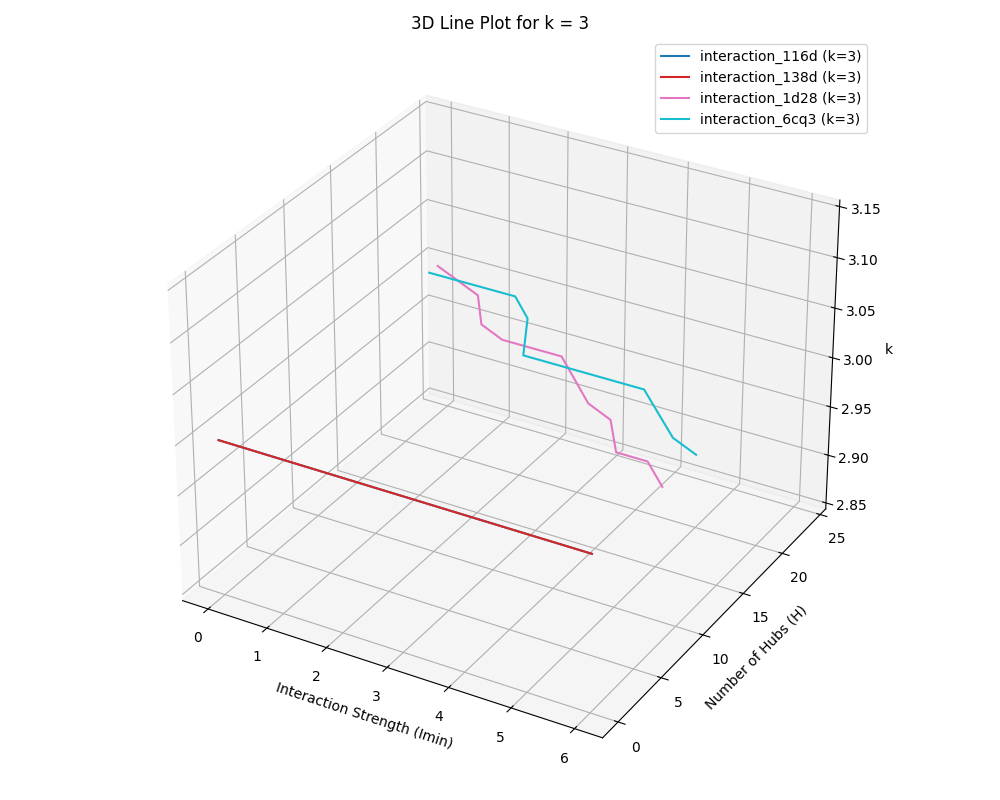 3D Line Plot for k = 3
interaction_116d (k=3)
interaction_138d (k=3)
interaction_1d28 (k=3)
interaction_6cq3 (k=3)
3.15
3.10
3.05
3.00
k
2.95
2.90
2.85
25
20
15
10
5
0
Number of Hubs (H)
0
1
2
3
4
5
6
Interaction Strength (Imin)